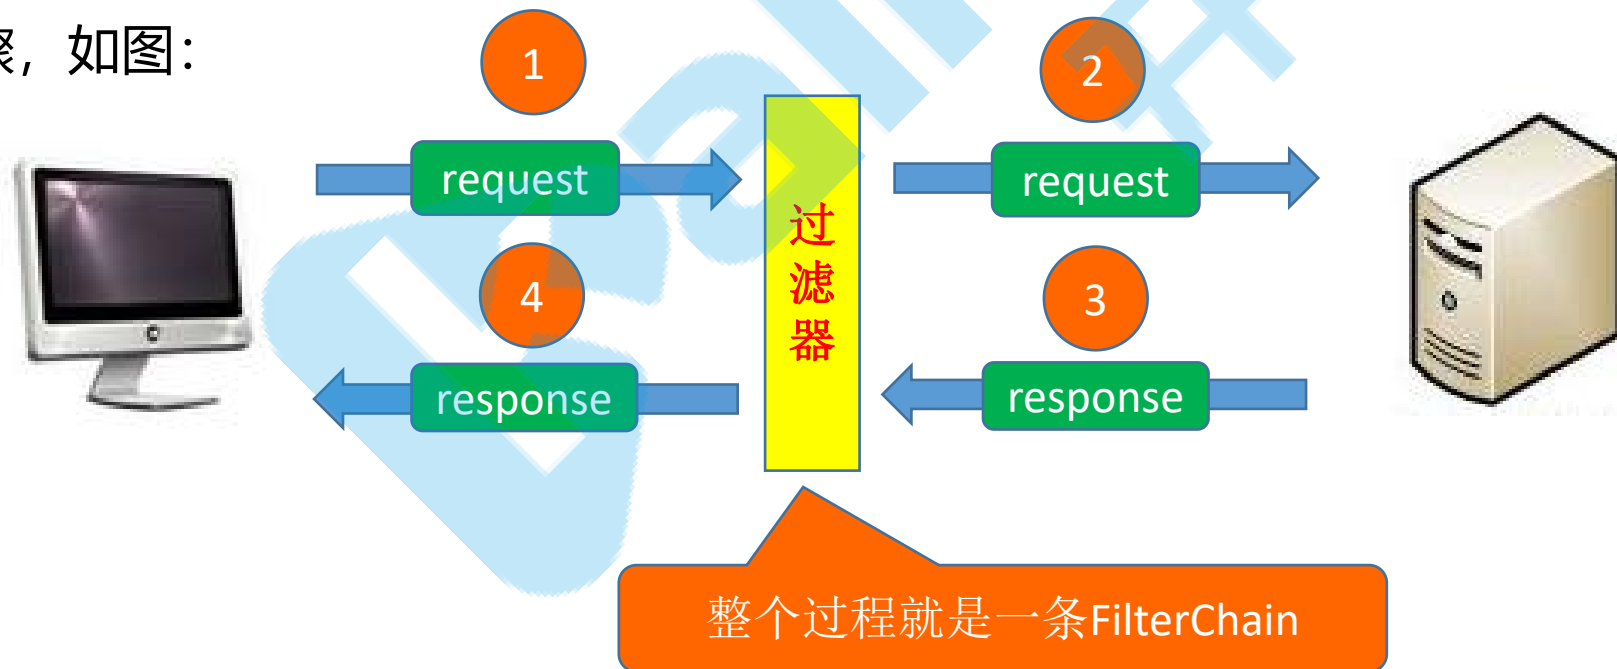 骤，如图：
1
2
request
request
过
滤
器
4
3
response
response
整个过程就是一条FilterChain